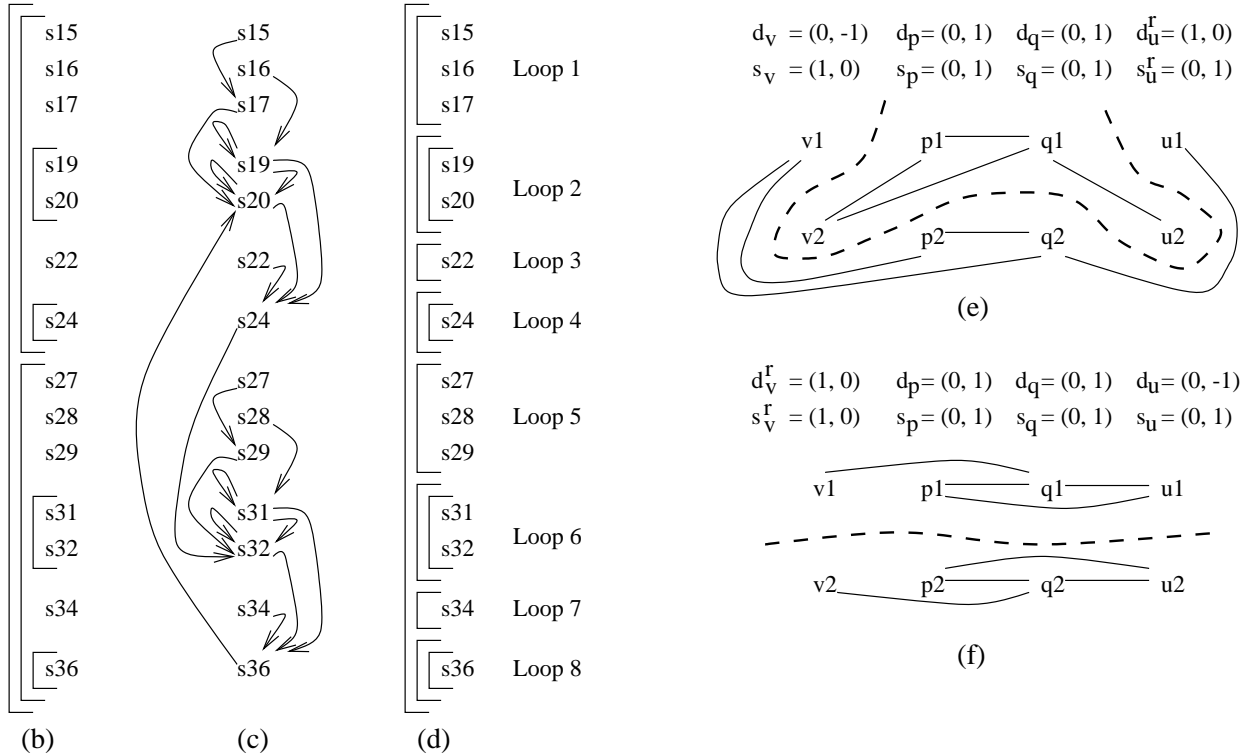 s15
s16
s17
s19
s20
s22
s24
s27
s28
s29
s31
s32
s34
s36
(b)
s15
s16
s17
s19
s20
s22
s24
s27
s28
s29
s31
s32
s34
s36
(c)
s15
s16 Loop 1
s17
s19
s20 Loop 2
s22 Loop 3
s24 Loop 4
s27
s28 Loop 5
s29
s31
s32 Loop 6
s34 Loop 7
s36 Loop 8
(d)
d_v = (0, -1) d_p = (0, 1) d_q = (0, 1) d_u^r = (1, 0)
s_v = (1, 0) s_p = (0, 1) s_q = (0, 1) s_u^r = (0, 1)
v1 p1 q1 u1
v2 p2 q2 u2
(e)
d_v^r = (1, 0) d_p = (0, 1) d_q = (0, 1) d_u = (0, -1)
s_v^r = (1, 0) s_p = (0, 1) s_q = (0, 1) s_u = (0, 1)
v1 p1 q1 u1
v2 p2 q2 u2
(f)